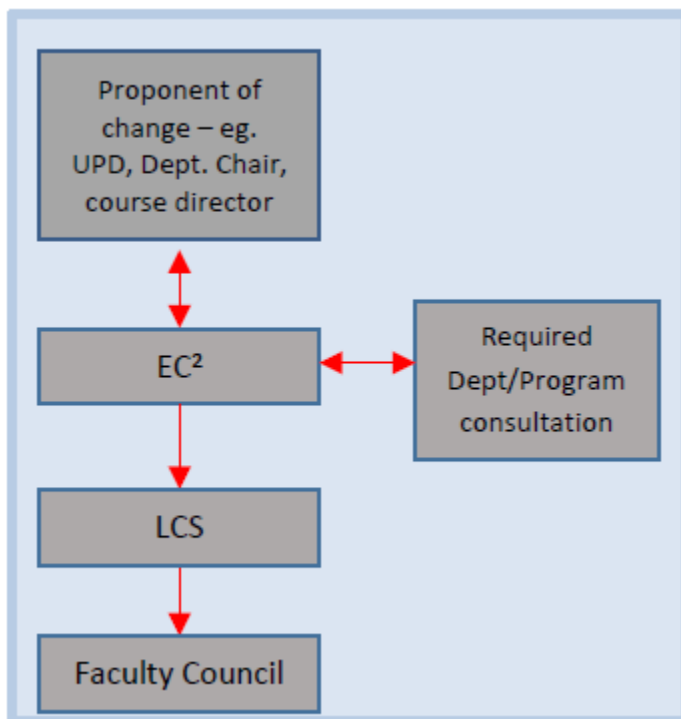 Proponent of
change – eg.
UPD, Dept. Chair,
course director
EC²
Required
Dept/Program
consultation
LCS
Faculty Council